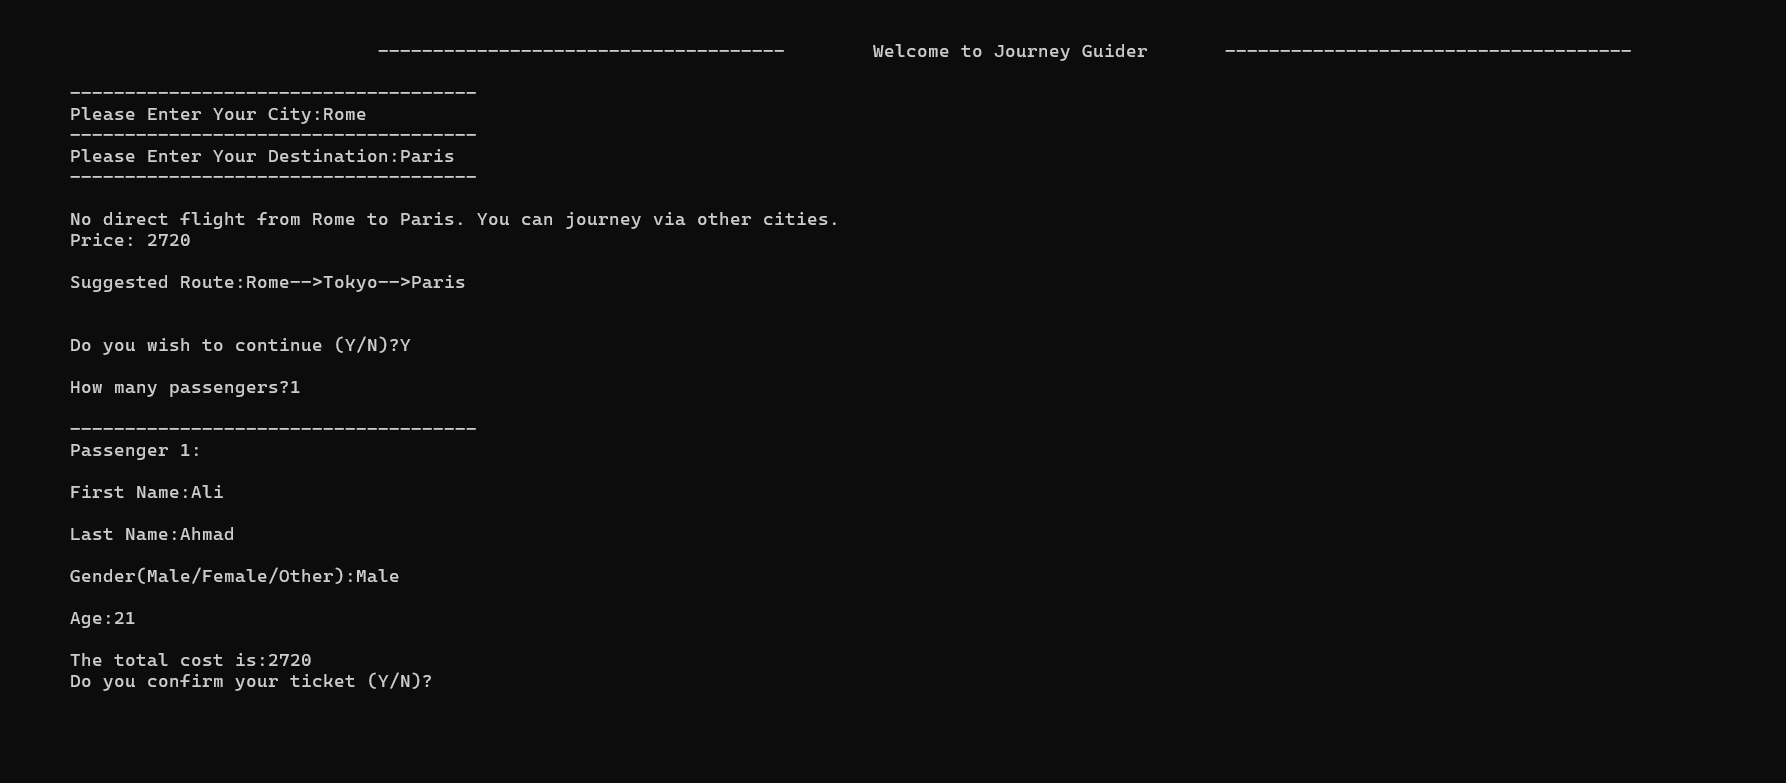 ------------------------------------- Welcome to Journey Guider -------------------------------------
-------------------------------------
Please Enter Your City:Rome
-------------------------------------
Please Enter Your Destination:Paris
-------------------------------------
No direct flight from Rome to Paris. You can journey via other cities.
Price: 2720
Suggested Route:Rome-->Tokyo-->Paris
Do you wish to continue (Y/N)?Y
How many passengers?1
-------------------------------------
Passenger 1:
First Name:Ali
Last Name:Ahmad
Gender(Male/Female/Other):Male
Age:21
The total cost is:2720
Do you confirm your ticket (Y/N)?